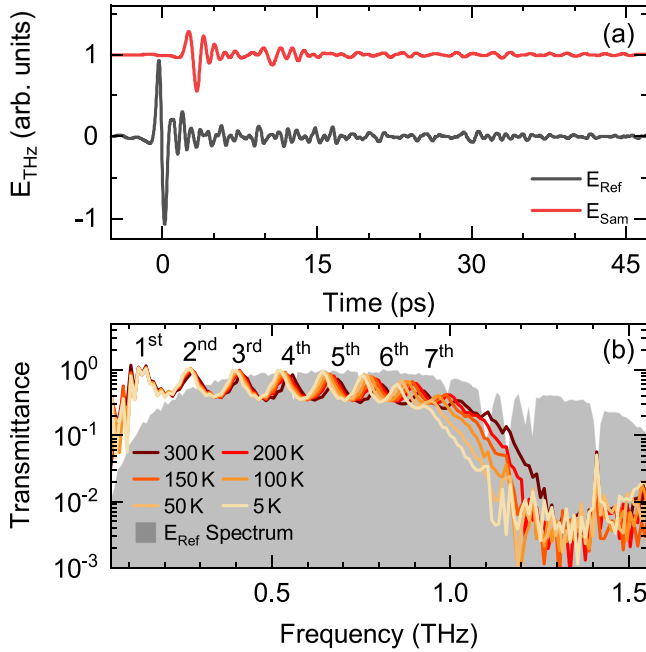 (a)
E_THz (arb. units)
1
0
-1
E_Ref
E_Sam
0 15 30 45
Time (ps)
(b)
1st 2nd 3rd 4th 5th 6th 7th
Transmittance
10^0
10^-1
10^-2
10^-3
300 K 200 K
150 K 100 K
50 K 5 K
E_Ref Spectrum
0.5 1.0 1.5
Frequency (THz)